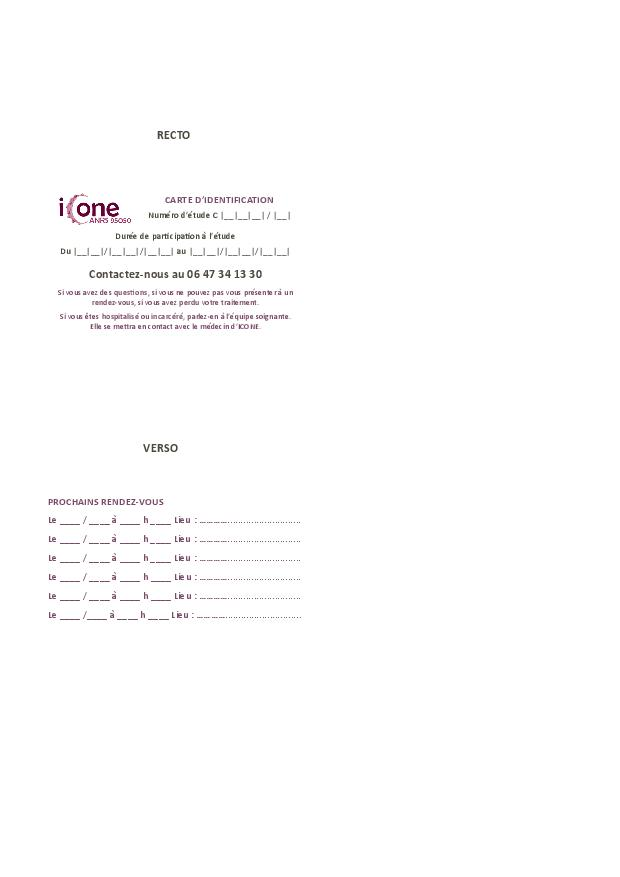 RECTO
icone
ANRS 95050
CARTE D'IDENTIFICATION
Numéro d'étude C |__|__|__| / |__|
Durée de participation à l'étude
Du |__|__|/|__|__|/|__|__| au |__|__|/|__|__|/|__|__|
Contactez-nous au 06 47 34 13 30
Si vous avez des questions, si vous ne pouvez pas vous présenter à un
rendez-vous, si vous avez perdu votre traitement.
Si vous êtes hospitalisé ou incarcéré, parlez-en à l'équipe soignante.
Elle se mettra en contact avec le médecin d'ICONE.
VERSO
PROCHAINS RENDEZ-VOUS
Le ____ / ____ à ____ h ____ Lieu : .......................................
Le ____ / ____ à ____ h ____ Lieu : .......................................
Le ____ / ____ à ____ h ____ Lieu : .......................................
Le ____ / ____ à ____ h ____ Lieu : .......................................
Le ____ / ____ à ____ h ____ Lieu : .......................................
Le ____ /____ à ____ h ____ Lieu : .......................................